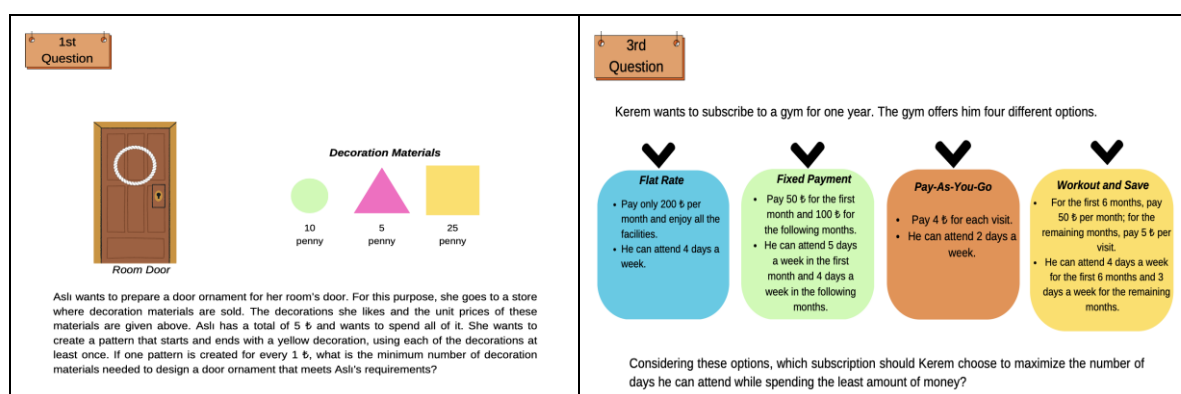 1st
Question
Decoration Materials
10
penny
5
penny
25
penny
Room Door
Aslı wants to prepare a door ornament for her room's door. For this purpose, she goes to a store
where decoration materials are sold. The decorations she likes and the unit prices of these
materials are given above. Aslı has a total of 5 ₺ and wants to spend all of it. She wants to
create a pattern that starts and ends with a yellow decoration, using each of the decorations at
least once. If one pattern is created for every 1 ₺, what is the minimum number of decoration
materials needed to design a door ornament that meets Aslı's requirements?
3rd
Question
Kerem wants to subscribe to a gym for one year. The gym offers him four different options.
Flat Rate
• Pay only 200 ₺ per
month and enjoy all the
facilities.
• He can attend 4 days a
week.
Fixed Payment
• Pay 50 ₺ for the first
month and 100 ₺ for
the following months.
• He can attend 5 days
a week in the first
month and 4 days a
week in the following
months.
Pay-As-You-Go
• Pay 4 ₺ for each visit.
• He can attend 2 days a
week.
Workout and Save
• For the first 6 months, pay
50 ₺ per month; for the
remaining months, pay 5 ₺ per
visit.
• He can attend 4 days a week
for the first 6 months and 3
days a week for the remaining
months.
Considering these options, which subscription should Kerem choose to maximize the number of
days he can attend while spending the least amount of money?